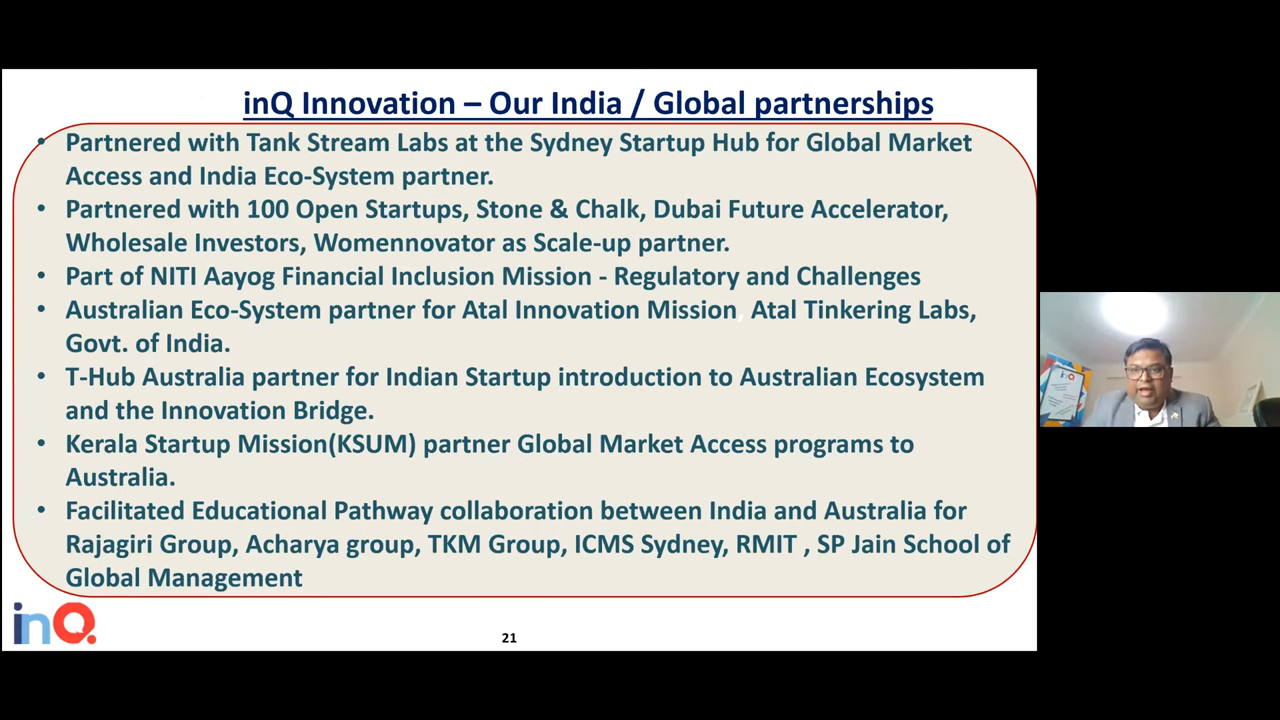 inQ Innovation – Our India / Global partnerships
• Partnered with Tank Stream Labs at the Sydney Startup Hub for Global Market
Access and India Eco-System partner.
• Partnered with 100 Open Startups, Stone & Chalk, Dubai Future Accelerator,
Wholesale Investors, Womennovator as Scale-up partner.
• Part of NITI Aayog Financial Inclusion Mission - Regulatory and Challenges
• Australian Eco-System partner for Atal Innovation Mission, Atal Tinkering Labs,
Govt. of India.
• T-Hub Australia partner for Indian Startup introduction to Australian Ecosystem
and the Innovation Bridge.
• Kerala Startup Mission(KSUM) partner Global Market Access programs to
Australia.
• Facilitated Educational Pathway collaboration between India and Australia for
Rajagiri Group, Acharya group, TKM Group, ICMS Sydney, RMIT , SP Jain School of
Global Management
inQ.
21
inQ.